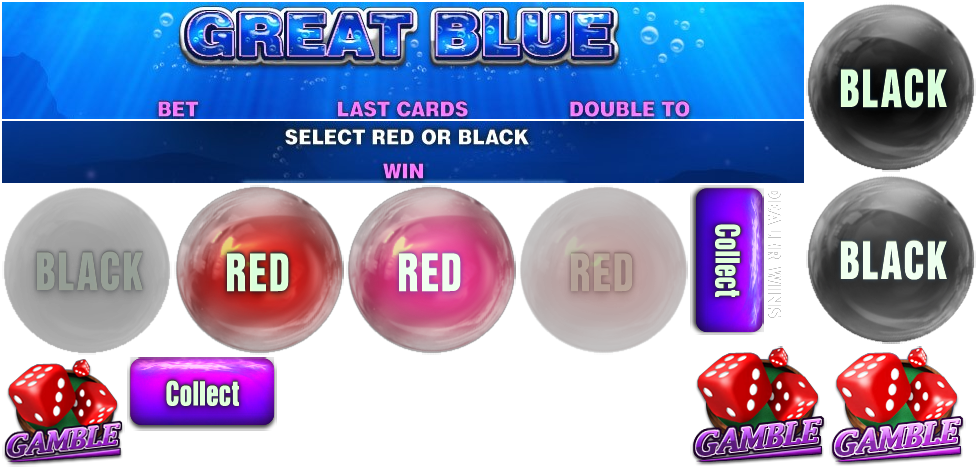 GREAT BLUE
BET
LAST CARDS
DOUBLE TO
SELECT RED OR BLACK
WIN
BLACK
BLACK
RED
RED
RED
Collect
BLACK
GAMBLE
Collect
GAMBLE
GAMBLE